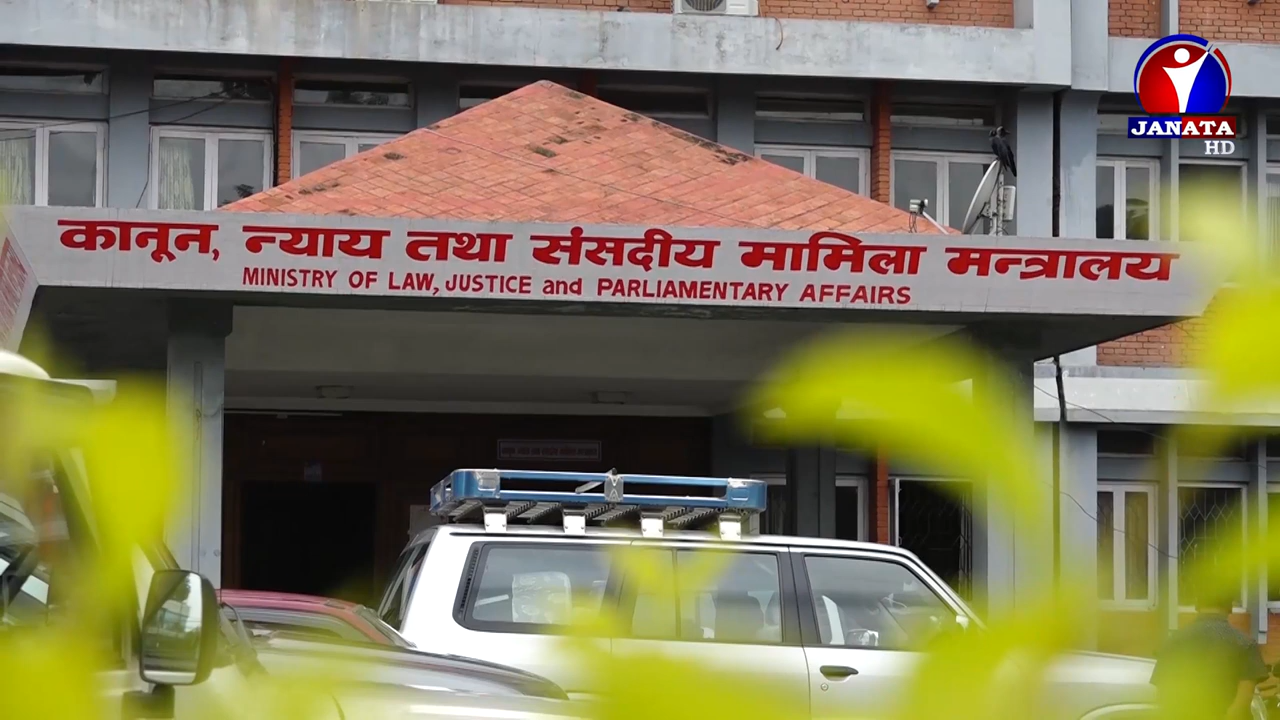 JANATA
HD
कानून, न्याय तथा संसदीय मामिला मन्त्रालय
MINISTRY OF LAW, JUSTICE and PARLIAMENTARY AFFAIRS